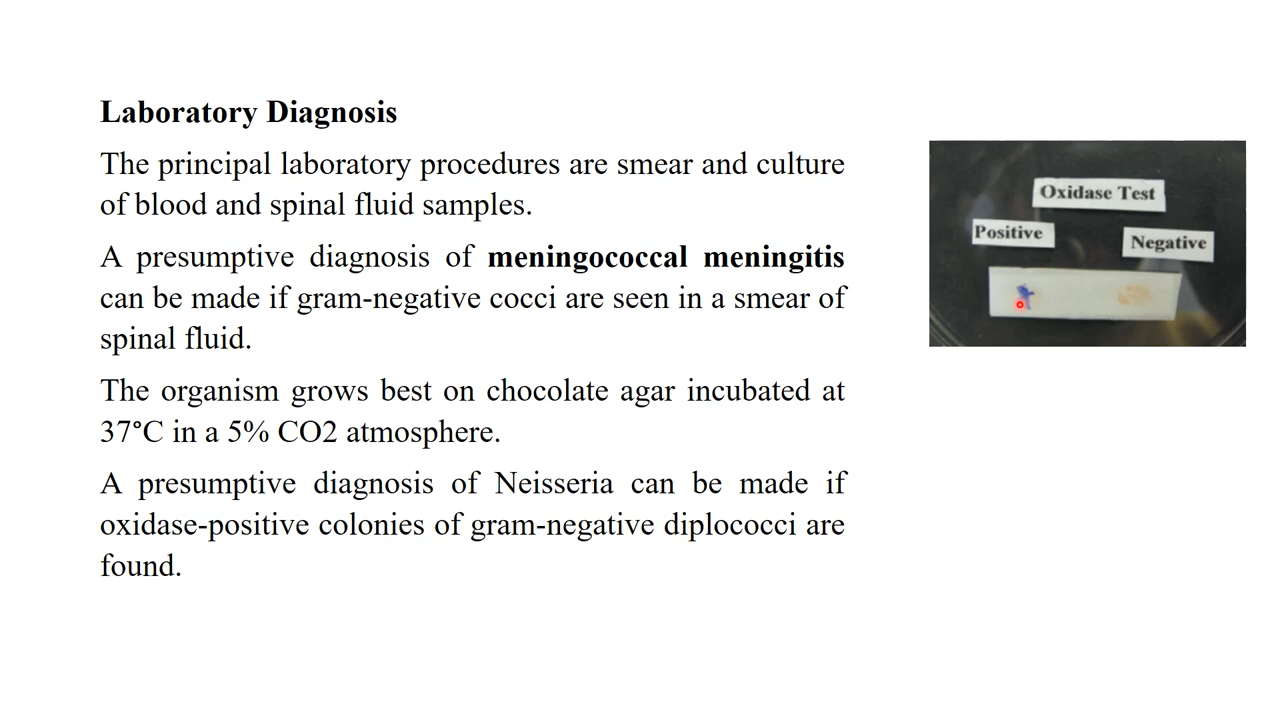 Laboratory Diagnosis
The principal laboratory procedures are smear and culture
of blood and spinal fluid samples.
A presumptive diagnosis of meningococcal meningitis
can be made if gram-negative cocci are seen in a smear of
spinal fluid.
The organism grows best on chocolate agar incubated at
37°C in a 5% CO2 atmosphere.
A presumptive diagnosis of Neisseria can be made if
oxidase-positive colonies of gram-negative diplococci are
found.
Oxidase Test
Positive
Negative